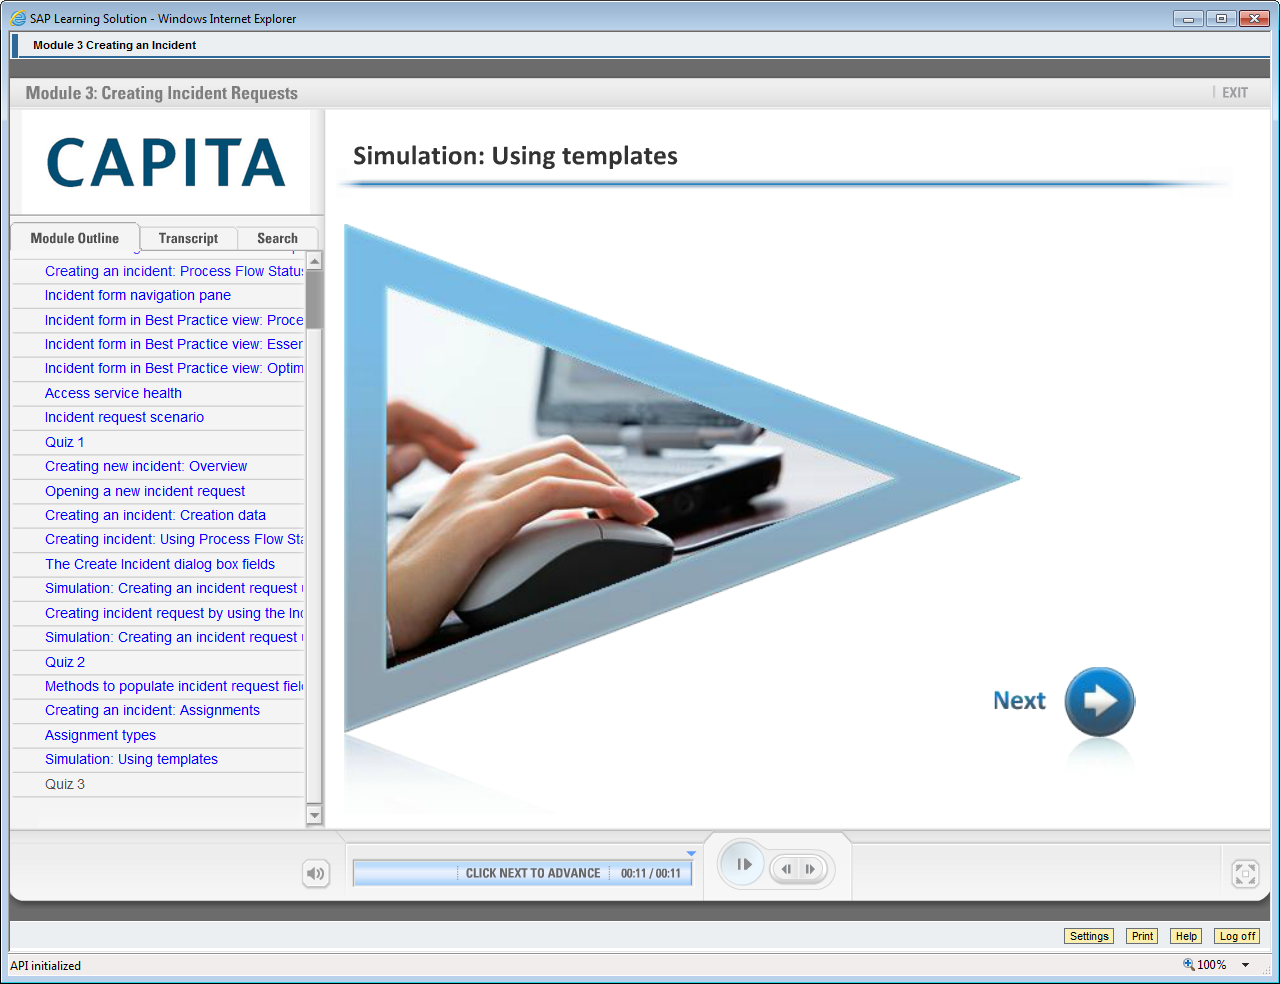 SAP Learning Solution - Windows Internet Explorer
Module 3 Creating an Incident
Module 3: Creating Incident Requests
EXIT
CAPITA
Simulation: Using templates
Module Outline
Transcript
Search
Creating an incident: Process Flow Status
Incident form navigation pane
Incident form in Best Practice view: Proce
Incident form in Best Practice view: Essen
Incident form in Best Practice view: Optim
Access service health
Incident request scenario
Quiz 1
Creating new incident: Overview
Opening a new incident request
Creating an incident: Creation data
Creating incident: Using Process Flow Sta
The Create Incident dialog box fields
Simulation: Creating an incident request u
Creating incident request by using the Inc
Simulation: Creating an incident request u
Quiz 2
Methods to populate incident request field
Creating an incident: Assignments
Assignment types
Simulation: Using templates
Quiz 3
Next
CLICK NEXT TO ADVANCE 00:11 / 00:11
Settings Print Help Log off
API initialized
100%